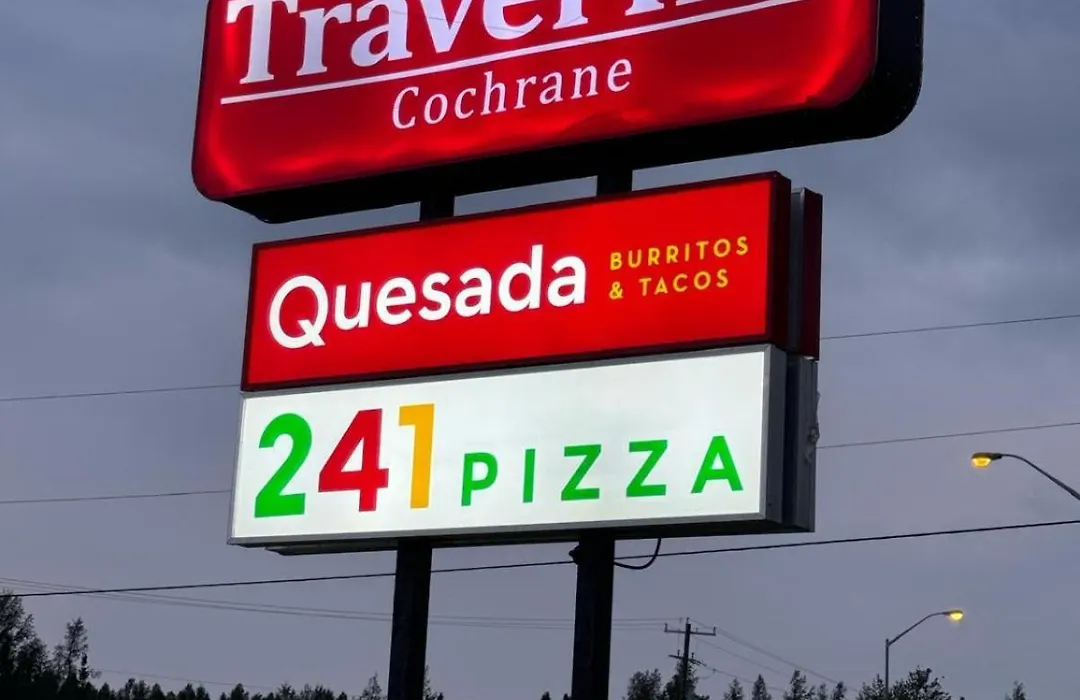 Cochrane
Quesada
BURRITOS
& TACOS
241 PIZZA